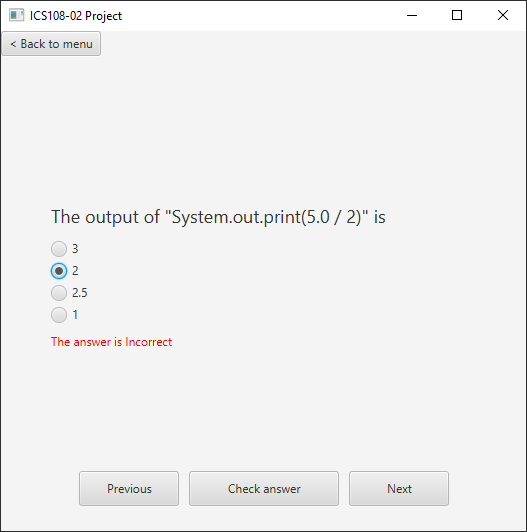 ICS108-02 Project
< Back to menu
The output of "System.out.print(5.0 / 2)" is
3
2
2.5
1
The answer is Incorrect
Previous Check answer Next